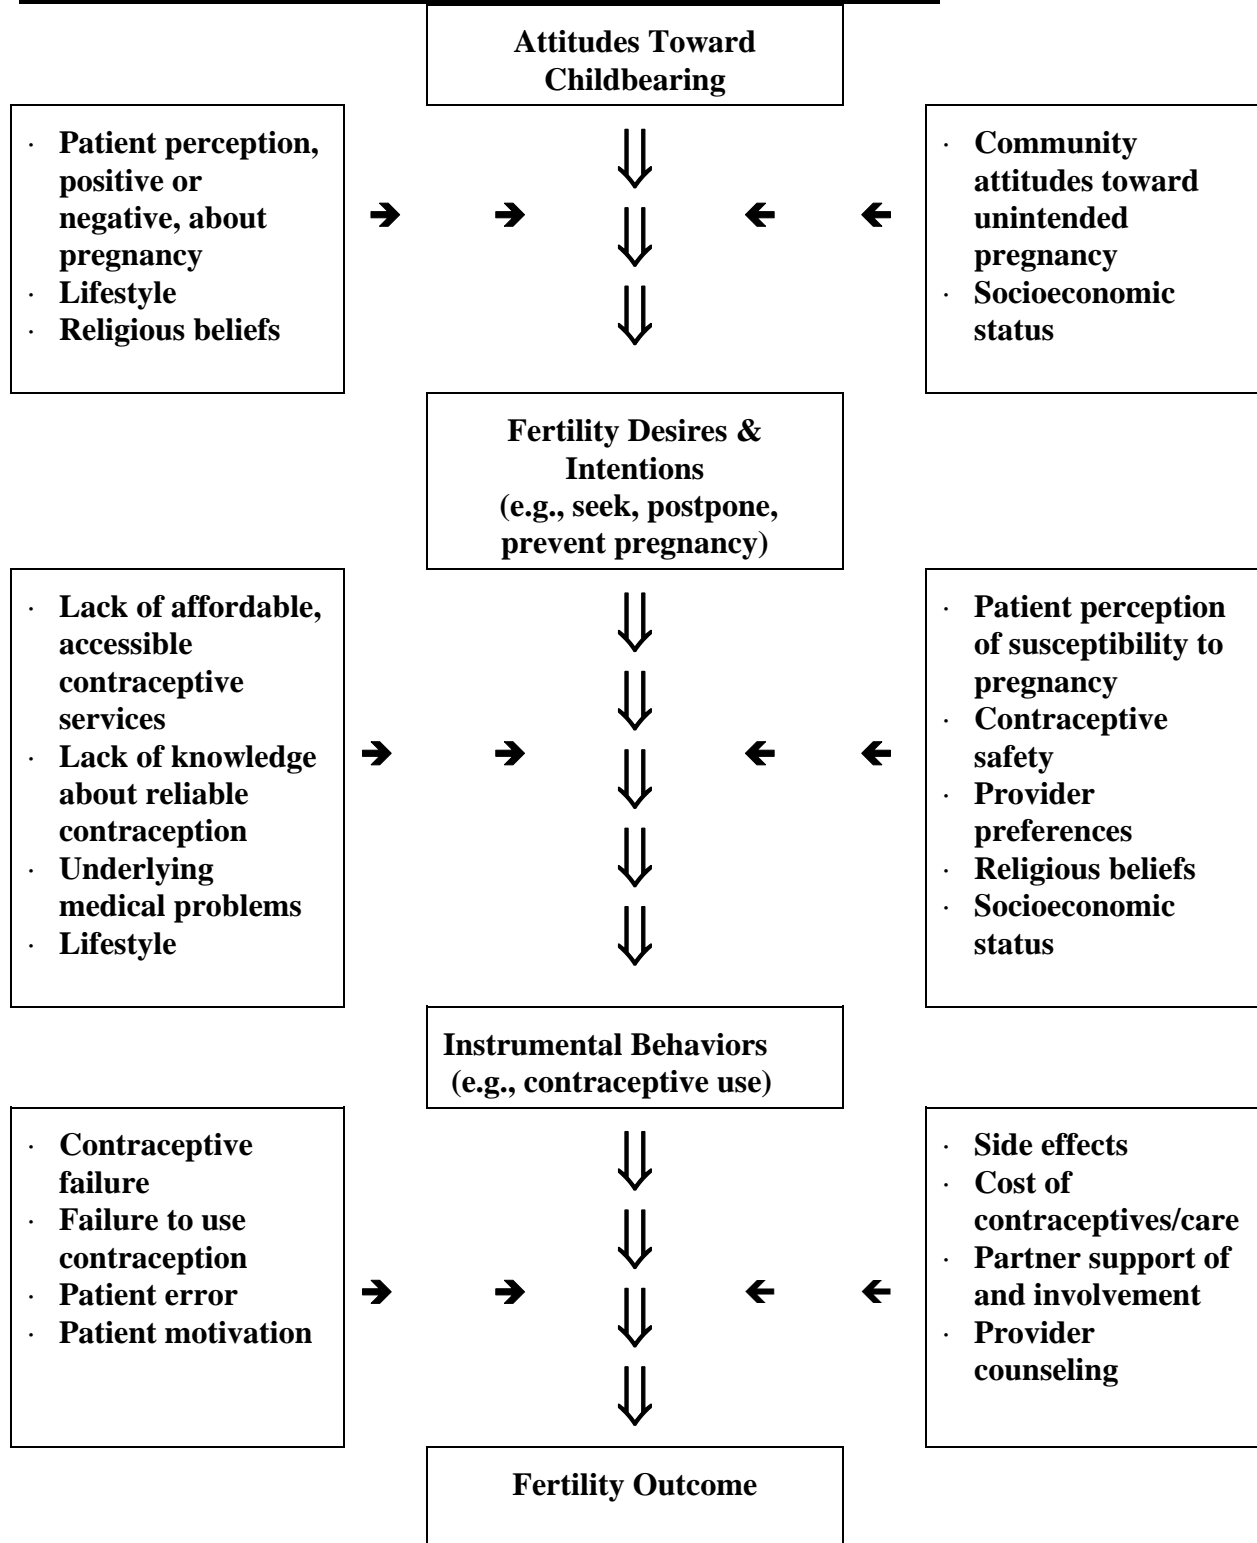 Attitudes Toward
Childbearing
· Patient perception,
positive or
negative, about
pregnancy
· Lifestyle
· Religious beliefs
· Community
attitudes toward
unintended
pregnancy
· Socioeconomic
status
Fertility Desires &
Intentions
(e.g., seek, postpone,
prevent pregnancy)
· Lack of affordable,
accessible
contraceptive
services
· Lack of knowledge
about reliable
contraception
· Underlying
medical problems
· Lifestyle
· Patient perception
of susceptibility to
pregnancy
· Contraceptive
safety
· Provider
preferences
· Religious beliefs
· Socioeconomic
status
Instrumental Behaviors
(e.g., contraceptive use)
· Contraceptive
failure
· Failure to use
contraception
· Patient error
· Patient motivation
· Side effects
· Cost of
contraceptives/care
· Partner support of
and involvement
· Provider
counseling
Fertility Outcome